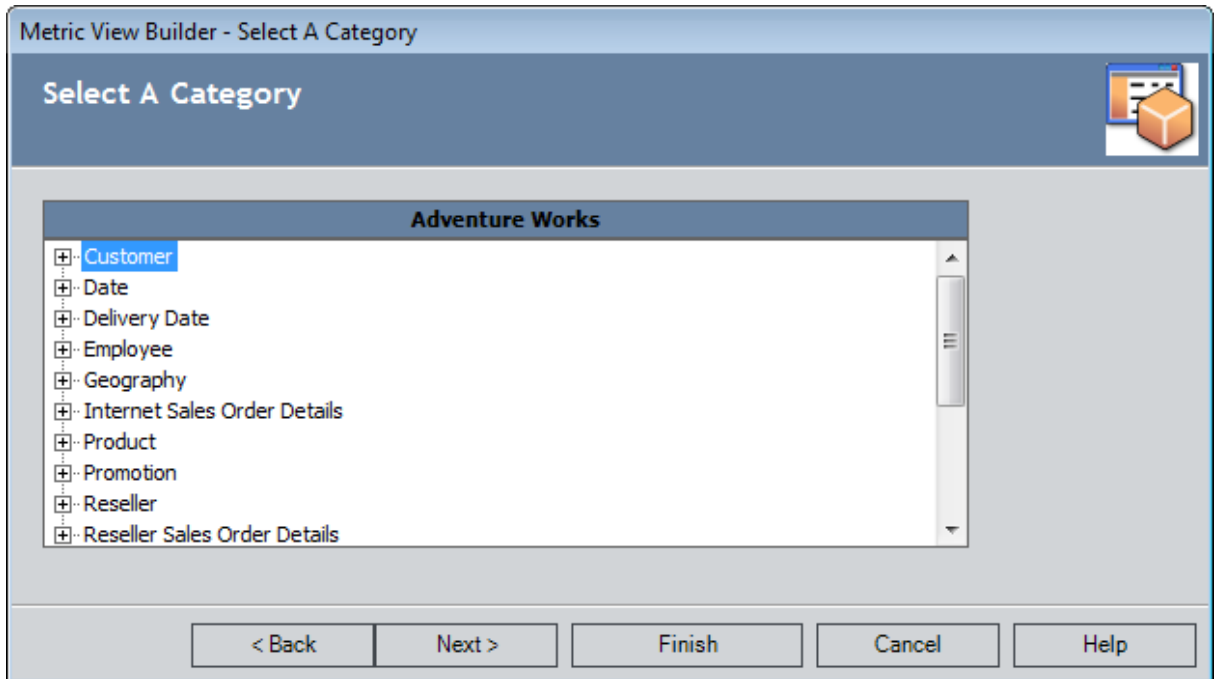 Metric View Builder - Select A Category
Select A Category
Adventure Works
Customer
Date
Delivery Date
Employee
Geography
Internet Sales Order Details
Product
Promotion
Reseller
Reseller Sales Order Details
< Back Next > Finish Cancel Help